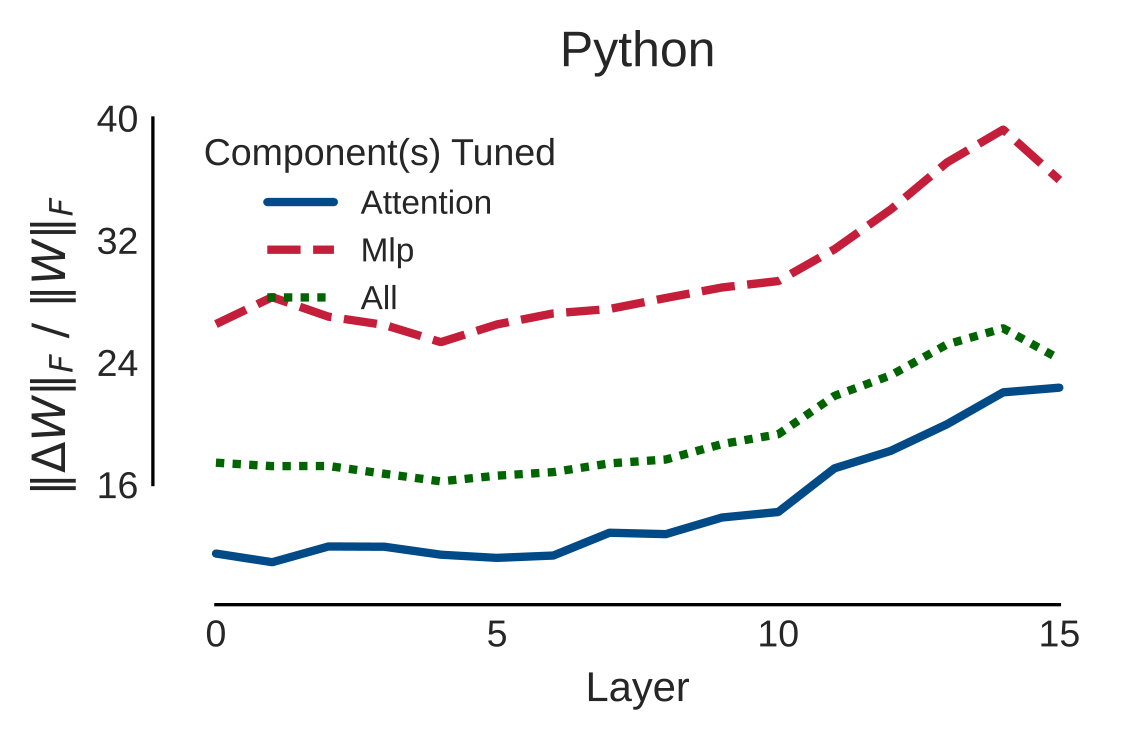 Python
‖ΔW‖F / ‖W‖F
40
32
24
16
Component(s) Tuned
Attention
Mlp
All
0 5 10 15
Layer